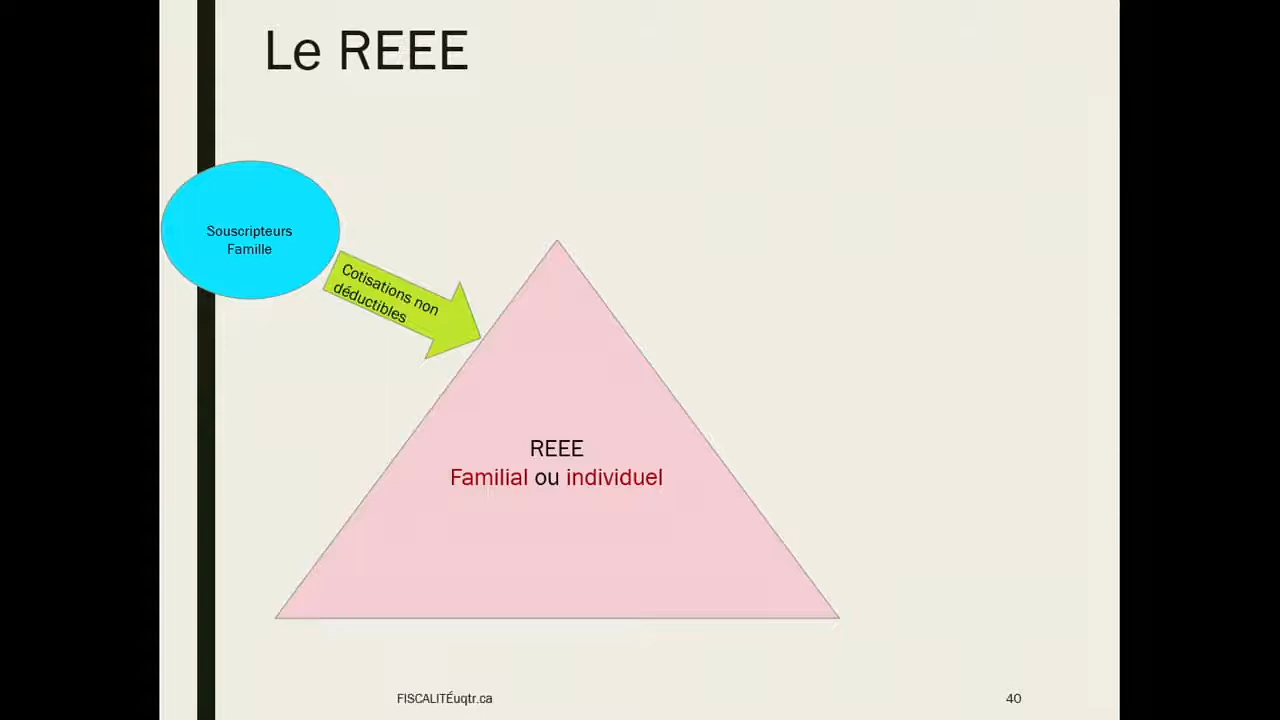 Le REEE
Souscripteurs
Famille
Cotisations non
déductibles
REEE
Familial ou individuel
FISCALITÉuqtr.ca
40